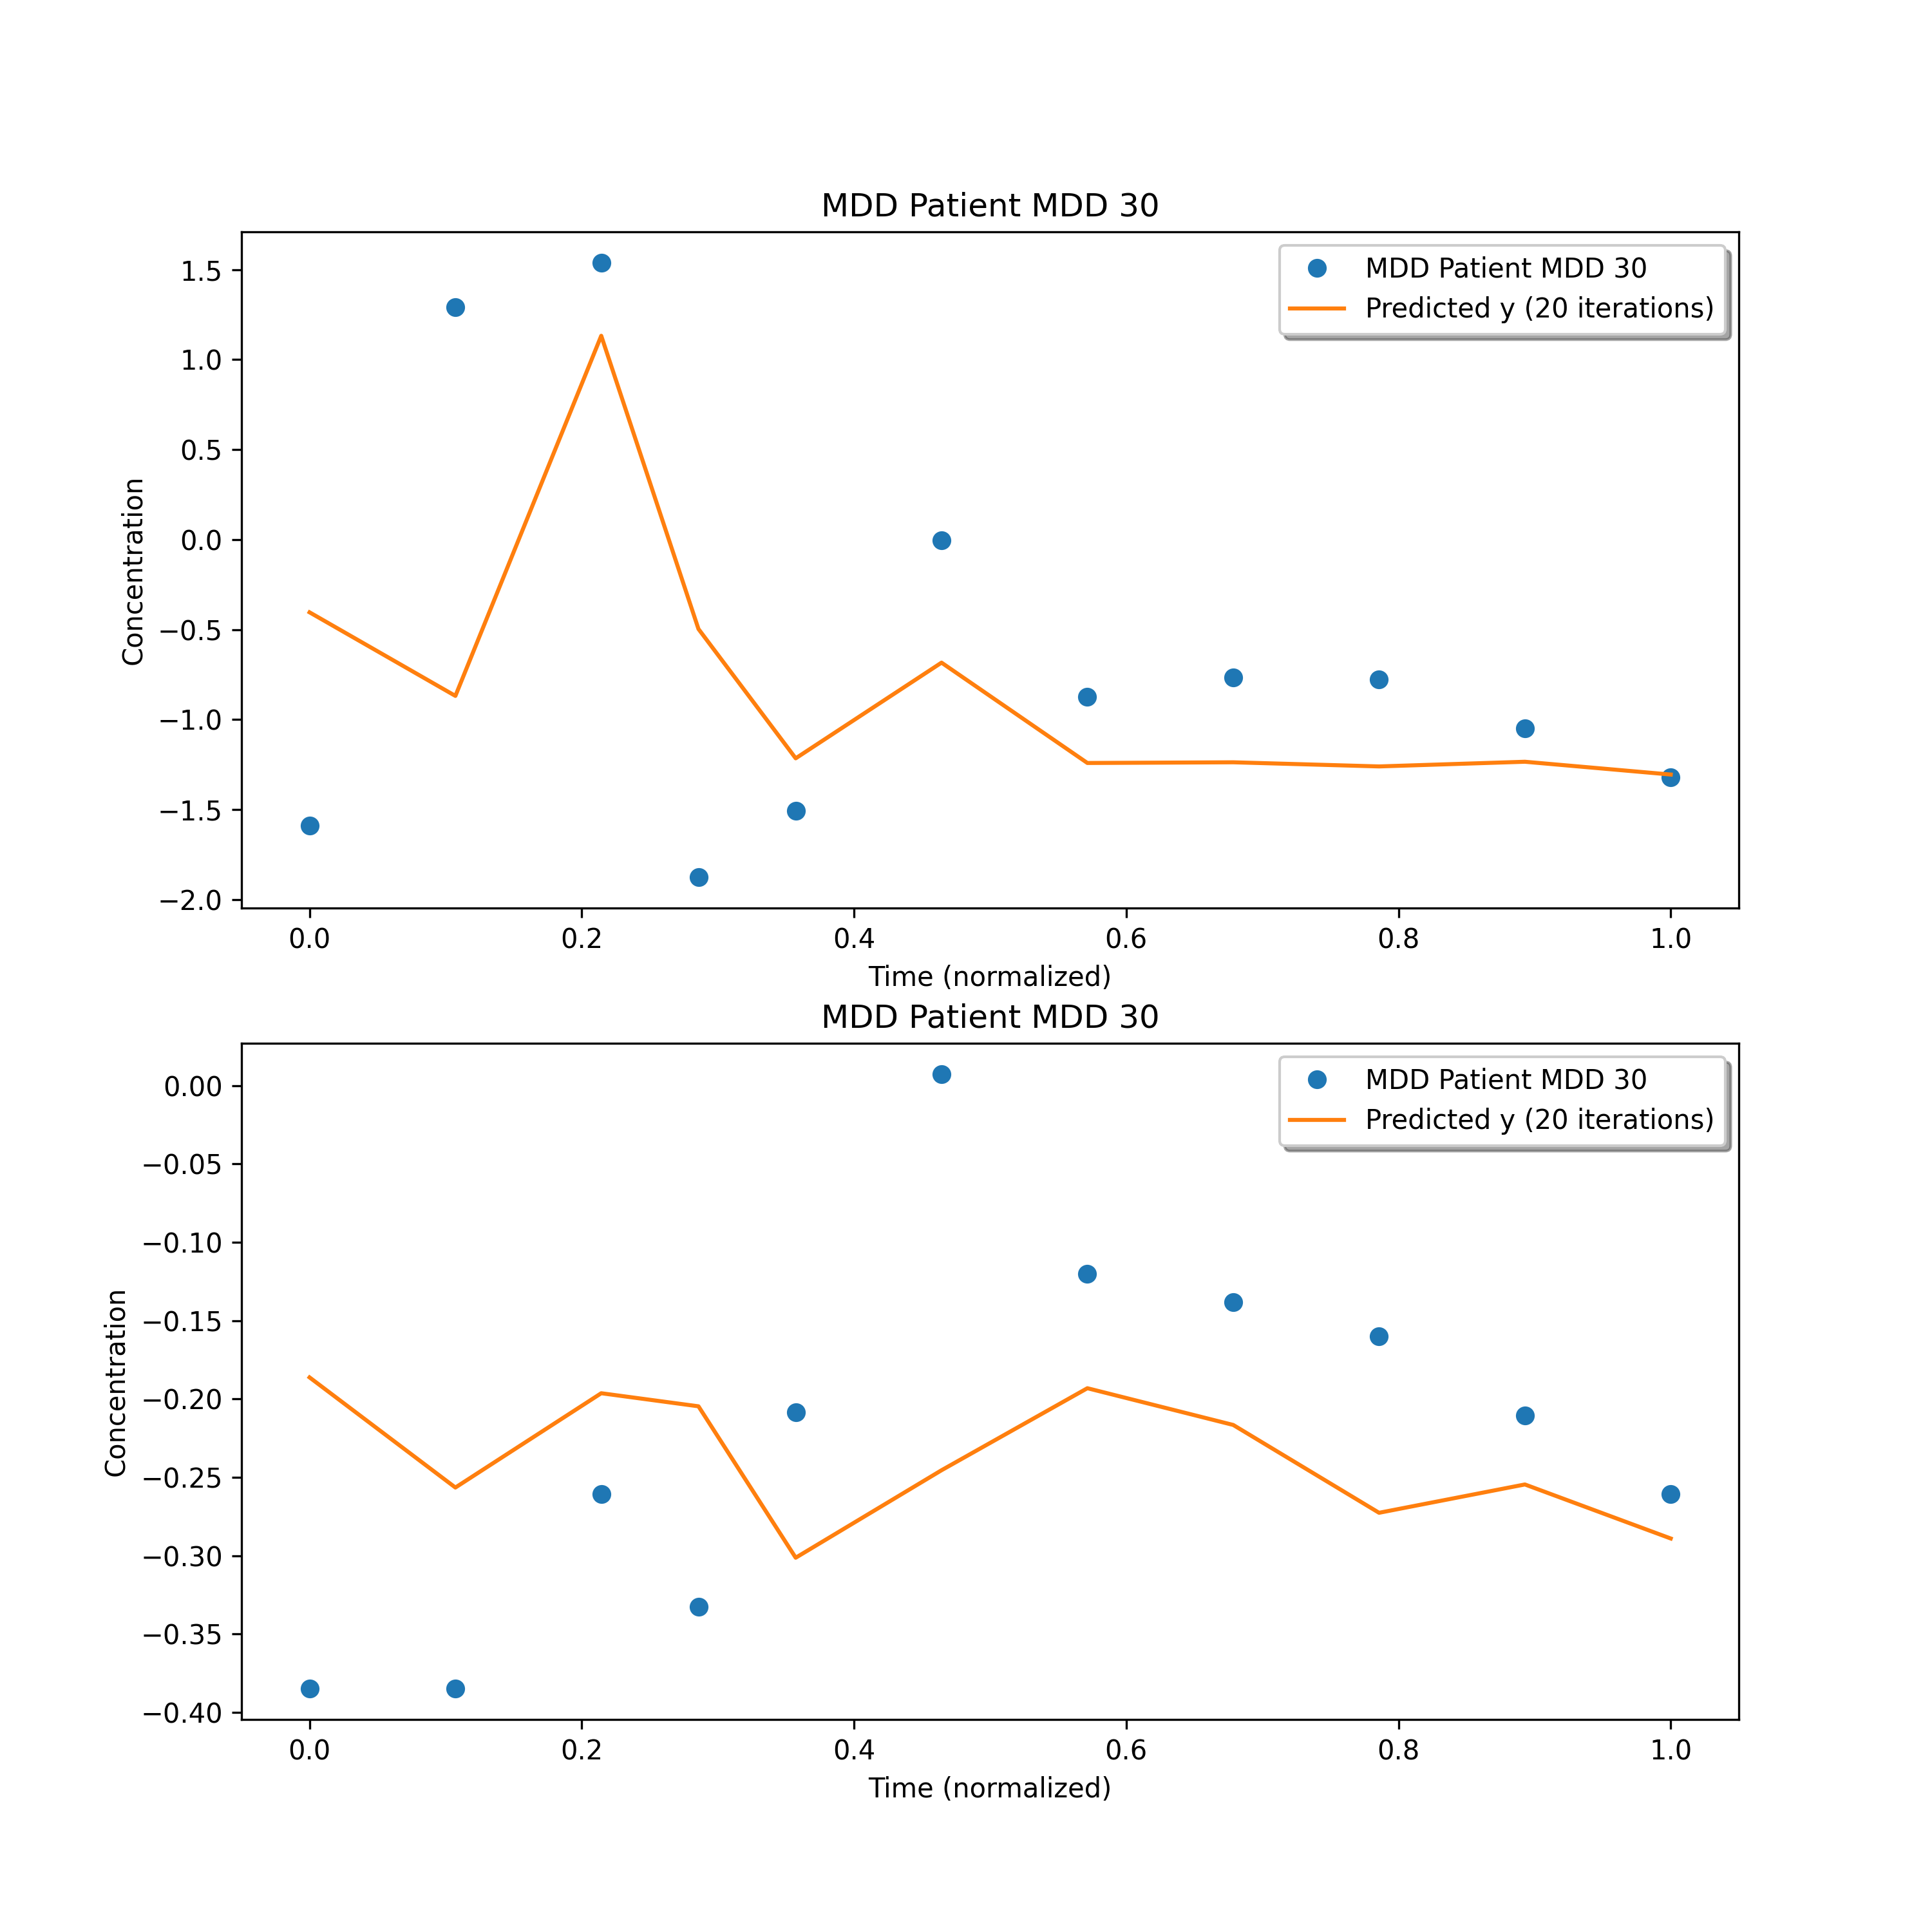 MDD Patient MDD 30
MDD Patient MDD 30
Predicted y (20 iterations)
1.5
1.0
0.5
0.0
−0.5
−1.0
−1.5
−2.0
Concentration
0.0 0.2 0.4 0.6 0.8 1.0
Time (normalized)
MDD Patient MDD 30
MDD Patient MDD 30
Predicted y (20 iterations)
0.00
−0.05
−0.10
−0.15
−0.20
−0.25
−0.30
−0.35
−0.40
Concentration
0.0 0.2 0.4 0.6 0.8 1.0
Time (normalized)